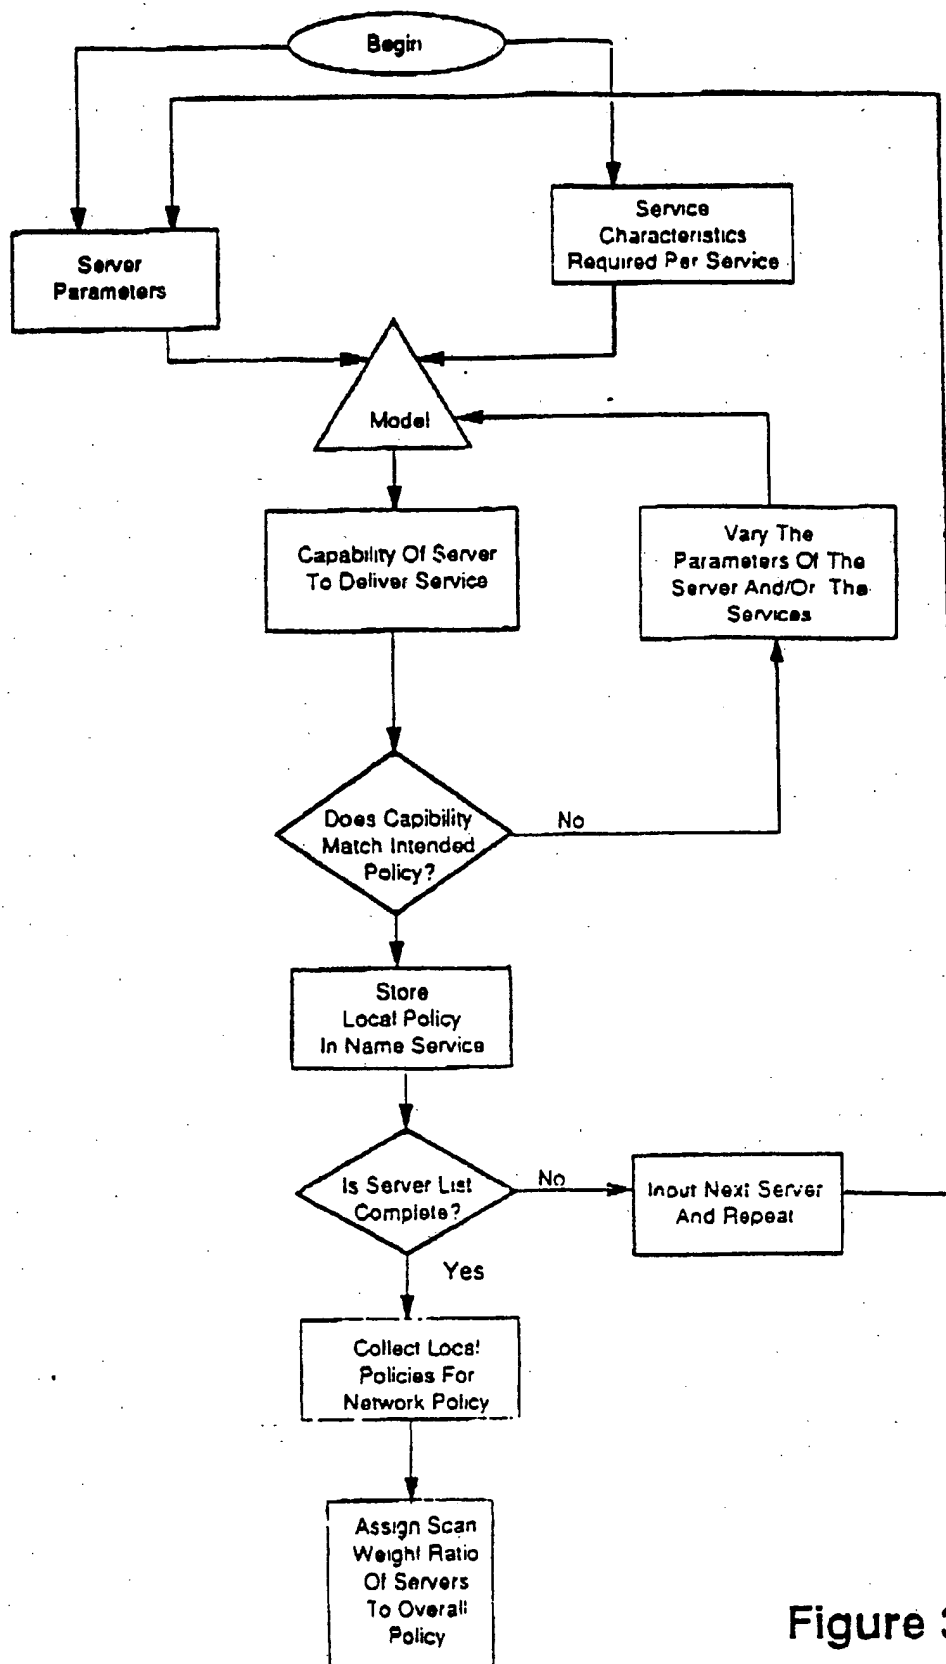 Begin
Service
Characteristics
Required Per Service
Server
Parameters
Model
Capability Of Server
To Deliver Service
Vary The
Parameters Of The
Server And/Or The
Services
Does Capibility
Match Intended
Policy?
No
Store
Local Policy
In Name Service
Is Server List
Complete?
No
Input Next Server
And Repeat
Yes
Collect Local
Policies For
Network Policy
Assign Scan
Weight Ratio
Of Servers
To Overall
Policy
Figure